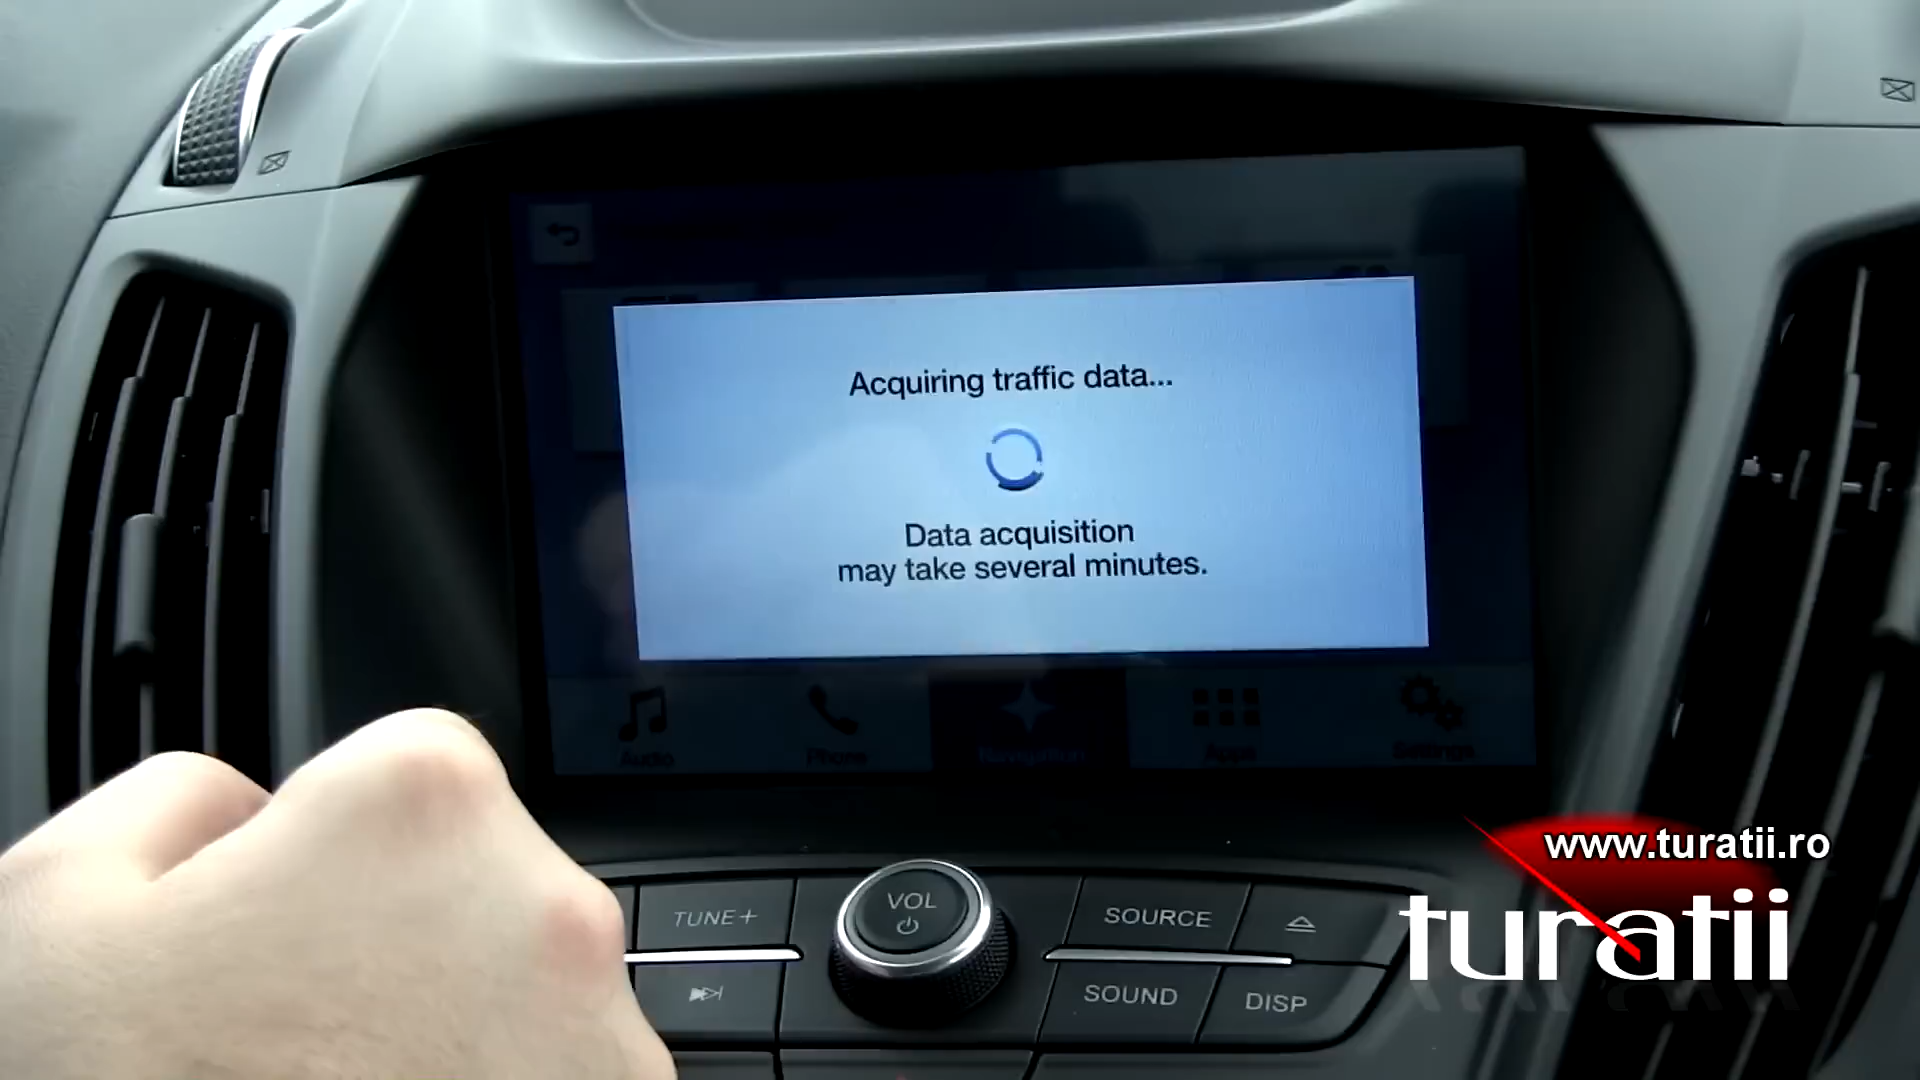 Acquiring traffic data...
Data acquisition
may take several minutes.
Audio
Phone
Navigation
Apps
Settings
TUNE+
VOL
SOURCE
SOUND
DISP
www.turatii.ro
turatii